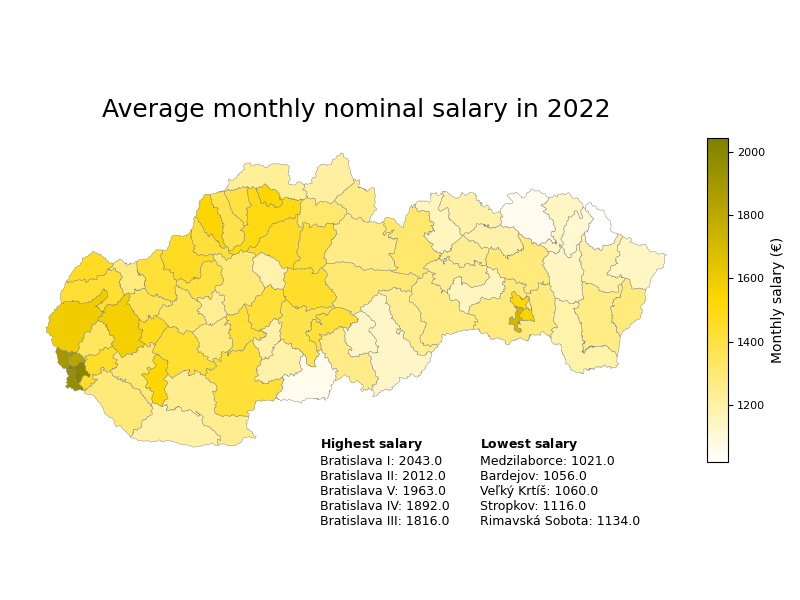 Average monthly nominal salary in 2022
2000
1800
1600
1400
1200
Monthly salary (€)
Highest salary
Bratislava I: 2043.0
Bratislava II: 2012.0
Bratislava V: 1963.0
Bratislava IV: 1892.0
Bratislava III: 1816.0
Lowest salary
Medzilaborce: 1021.0
Bardejov: 1056.0
Veľký Krtíš: 1060.0
Stropkov: 1116.0
Rimavská Sobota: 1134.0